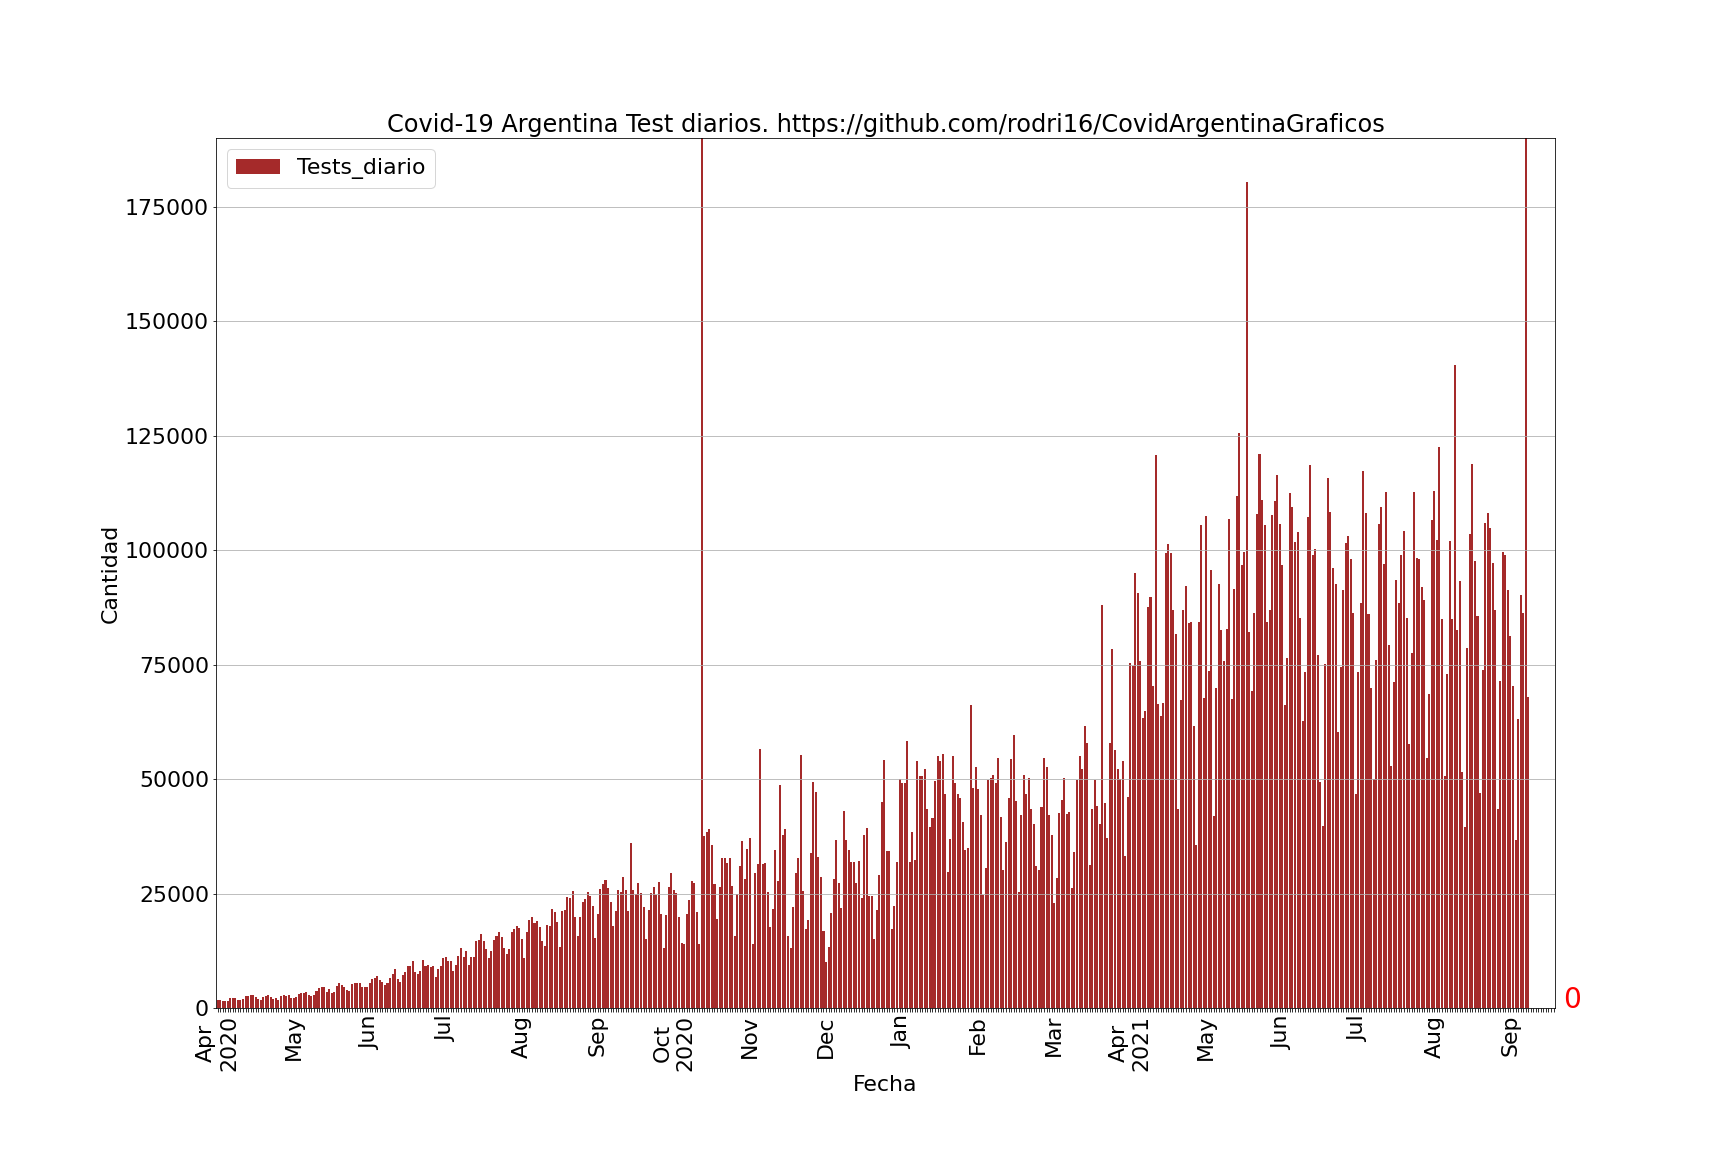 Covid-19 Argentina Test diarios. https://github.com/rodri16/CovidArgentinaGraficos
Tests_diario
175000
150000
125000
100000
75000
50000
25000
0
Cantidad
0
Apr
2020
May
Jun
Jul
Aug
Sep
Oct
2020
Nov
Dec
Jan
Feb
Mar
Apr
2021
May
Jun
Jul
Aug
Sep
Fecha